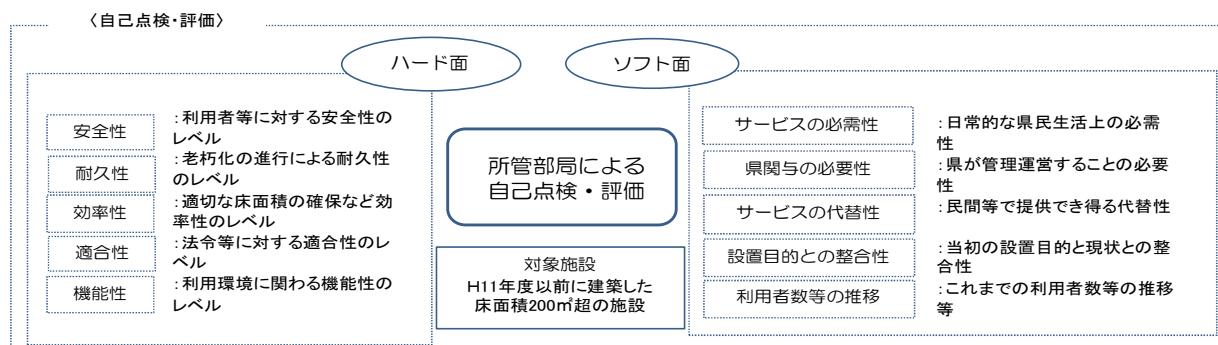 〈自己点検・評価〉
ハード面
ソフト面
安全性
：利用者等に対する安全性の
レベル
耐久性
：老朽化の進行による耐久性
のレベル
効率性
：適切な床面積の確保など効
率性のレベル
適合性
：法令等に対する適合性のレ
ベル
機能性
：利用環境に関わる機能性の
レベル
所管部局による
自己点検・評価
対象施設
H11年度以前に建築した
床面積200㎡超の施設
サービスの必需性
：日常的な県民生活上の必需
性
県関与の必要性
：県が管理運営することの必要
性
サービスの代替性
：民間等で提供でき得る代替性
設置目的との整合性
：当初の設置目的と現状との整
合性
利用者数等の推移
：これまでの利用者数等の推移
等